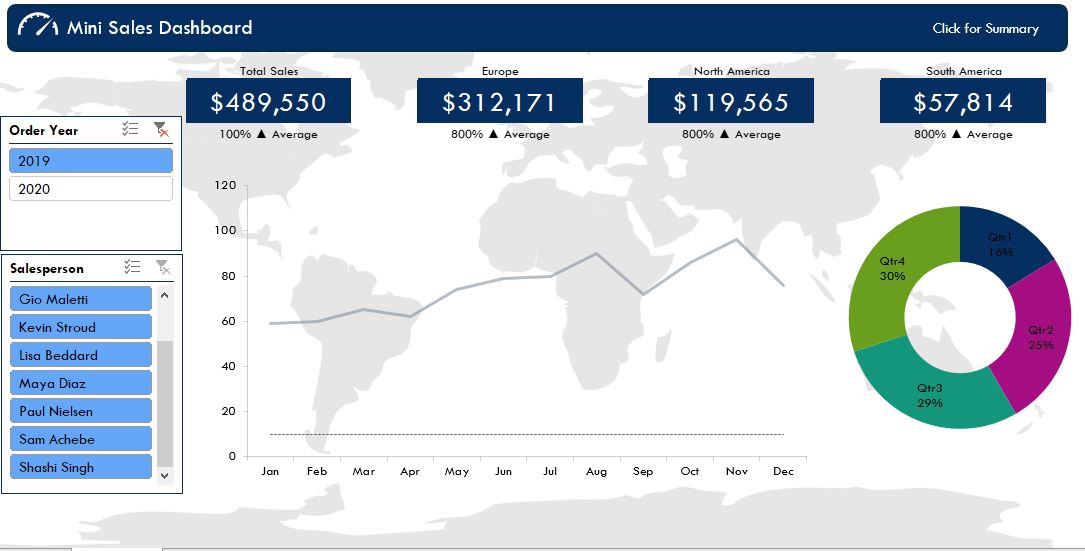 Mini Sales Dashboard
Click for Summary
Total Sales
$489,550
100% ▲ Average
Europe
$312,171
800% ▲ Average
North America
$119,565
800% ▲ Average
South America
$57,814
800% ▲ Average
Order Year
2019
2020
Salesperson
Gio Maletti
Kevin Stroud
Lisa Beddard
Maya Diaz
Paul Nielsen
Sam Achebe
Shashi Singh
120
100
80
60
40
20
0
Jan Feb Mar Apr May Jun Jul Aug Sep Oct Nov Dec
Qtr1
16%
Qtr2
25%
Qtr3
29%
Qtr4
30%